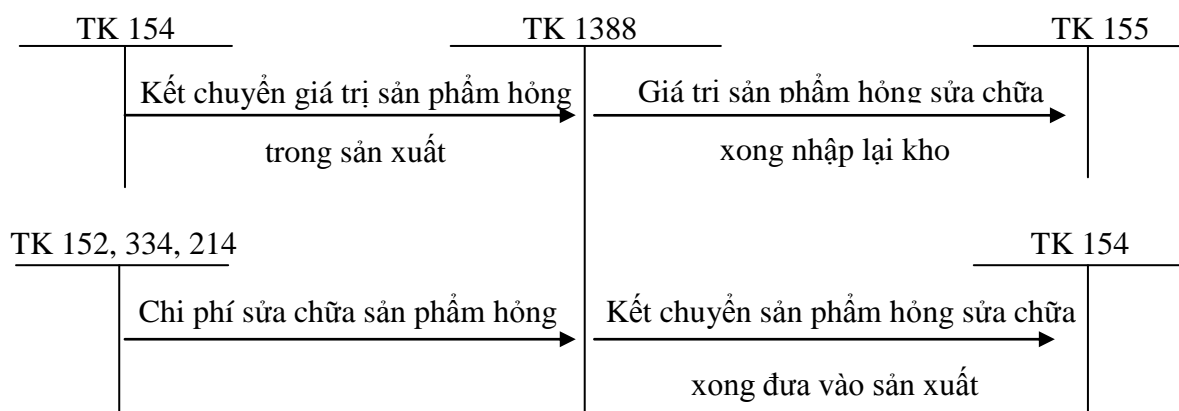 TK 154 TK 1388 TK 155
Kết chuyển giá trị sản phẩm hỏng Giá tri sản phẩm hỏng sửa chữa
trong sản xuất xong nhập lại kho
TK 152, 334, 214 TK 154
Chi phí sửa chữa sản phẩm hỏng Kết chuyển sản phẩm hỏng sửa chữa
xong đưa vào sản xuất